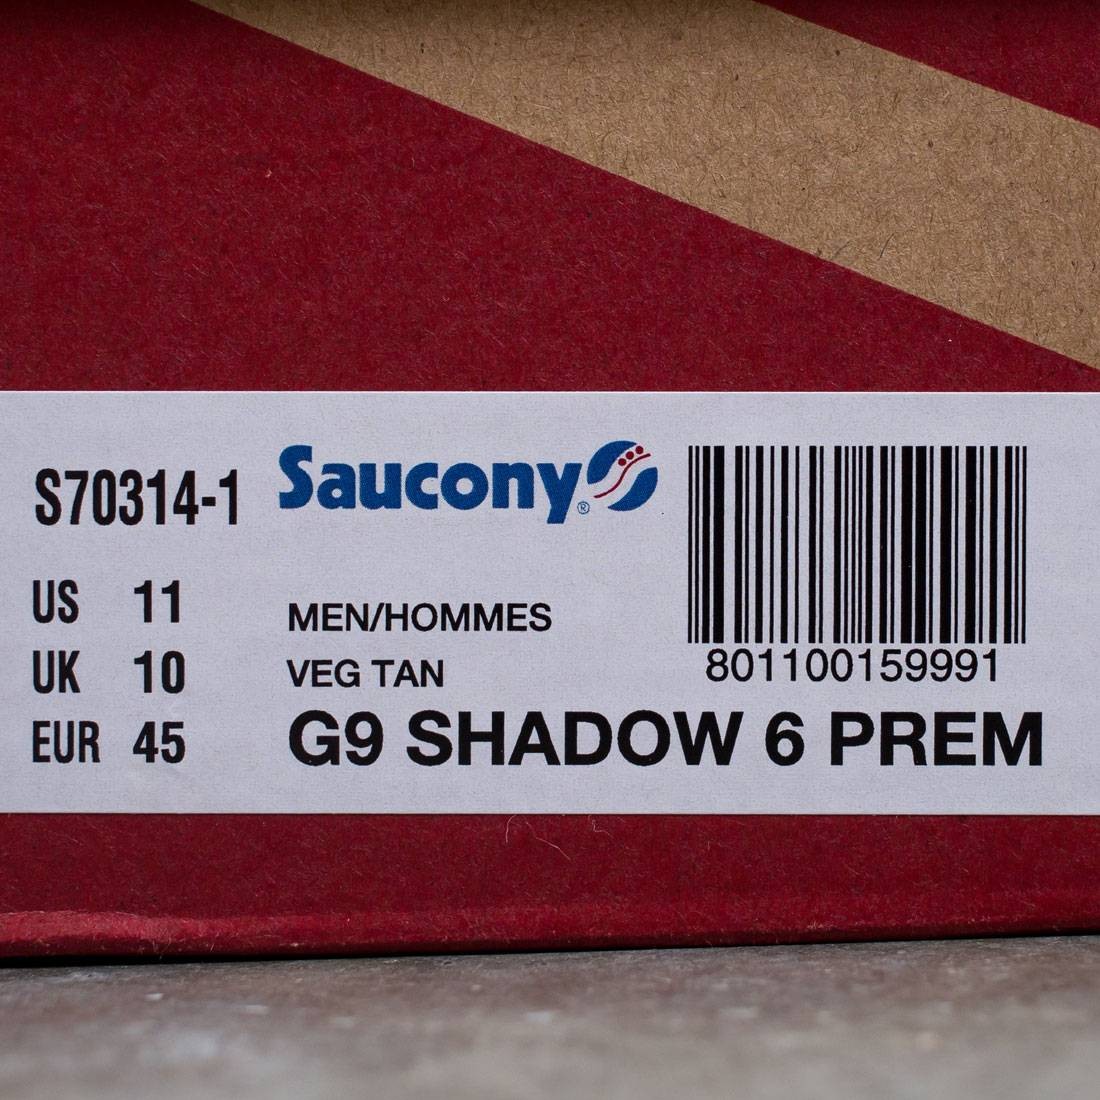 S70314-1
Saucony®
US 11
UK 10
EUR 45
MEN/HOMMES
VEG TAN
G9 SHADOW 6 PREM
801100159991